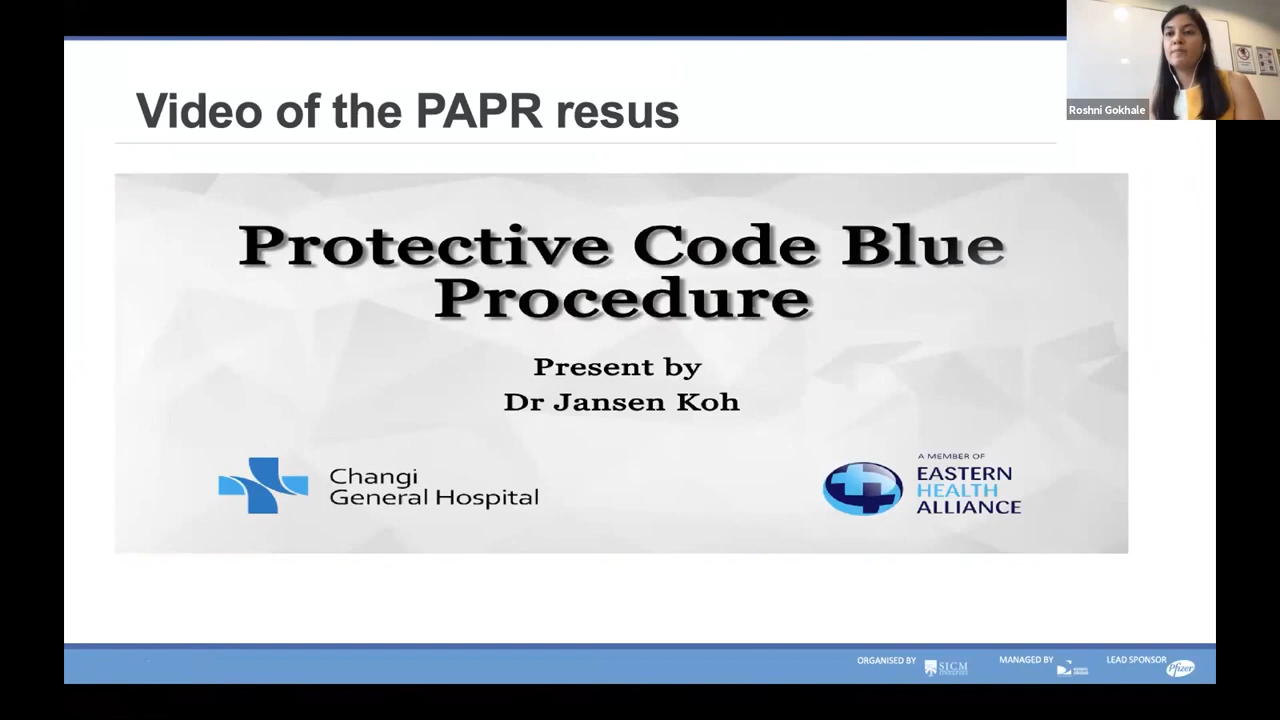 Video of the PAPR resus
Roshni Gokhale
Protective Code Blue
Procedure
Present by
Dr Jansen Koh
Changi
General Hospital
A MEMBER OF
EASTERN
HEALTH
ALLIANCE
ORGANISED BY
SICM
MANAGED BY
LEAD SPONSOR
Pfizer